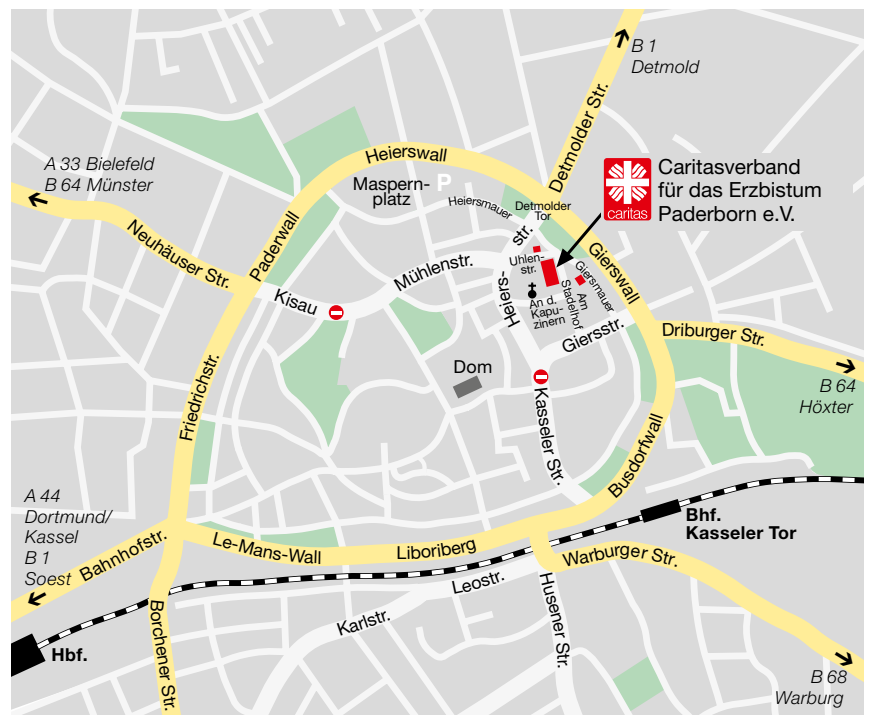 B 1
Detmold
Detmolder Str.
A 33 Bielefeld
B 64 Münster
Heierswall
Maspern-
platz
P
Heiersmauer
Detmolder
Tor
caritas
Caritasverband
für das Erzbistum
Paderborn e.V.
Neuhäuser Str.
Paderwall
Kisau
Mühlenstr.
Heiers-
str.
Uhlen-
str.
An d.
Kapu-
zinern
Am
Stadelhof
Giersmauer
Gierswall
Giersstr.
Driburger Str.
B 64
Höxter
Dom
Friedrichstr.
Kasseler Str.
Busdorfwall
A 44
Dortmund/
Kassel
B 1
Soest
Bahnhofstr.
Le-Mans-Wall
Liboriberg
Bhf.
Kasseler Tor
Warburger Str.
Leostr.
Karlstr.
Husener Str.
Borchener Str.
Hbf.
B 68
Warburg